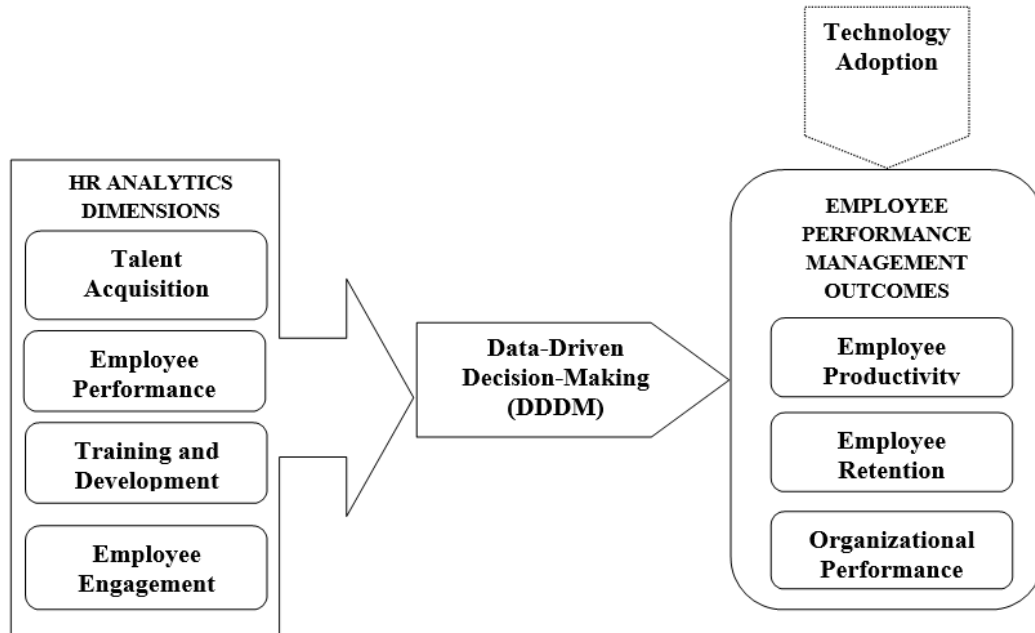 Technology
Adoption
HR ANALYTICS
DIMENSIONS
Talent
Acquisition
Employee
Performance
Training and
Development
Employee
Engagement
Data-Driven
Decision-Making
(DDDM)
EMPLOYEE
PERFORMANCE
MANAGEMENT
OUTCOMES
Employee
Productivity
Employee
Retention
Organizational
Performance